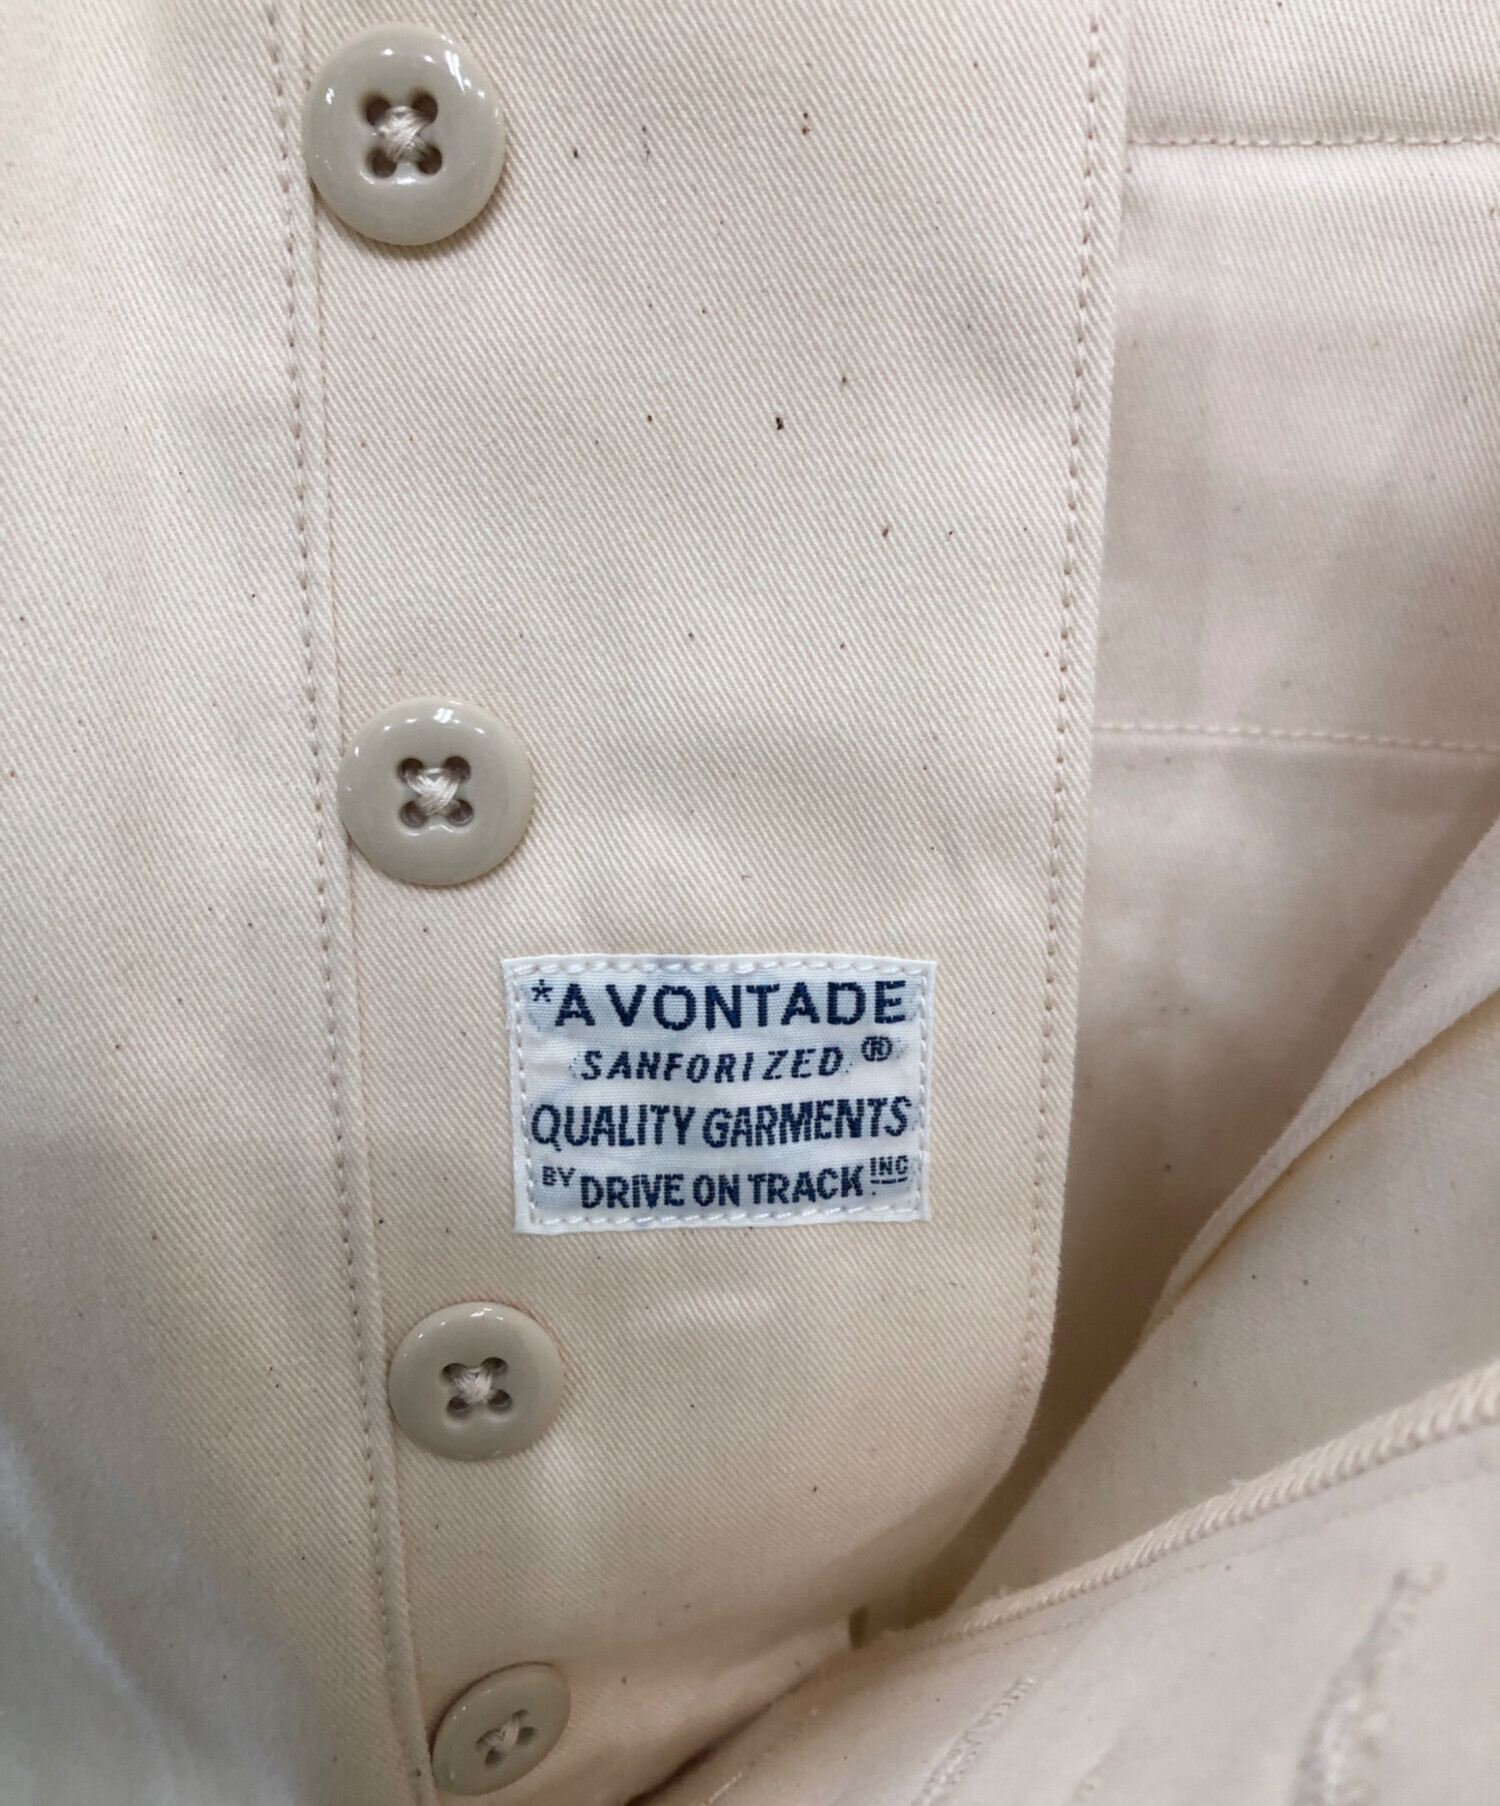 *A VONTADE
SANFORIZED ®
QUALITY GARMENTS
BY DRIVE ON TRACK INC